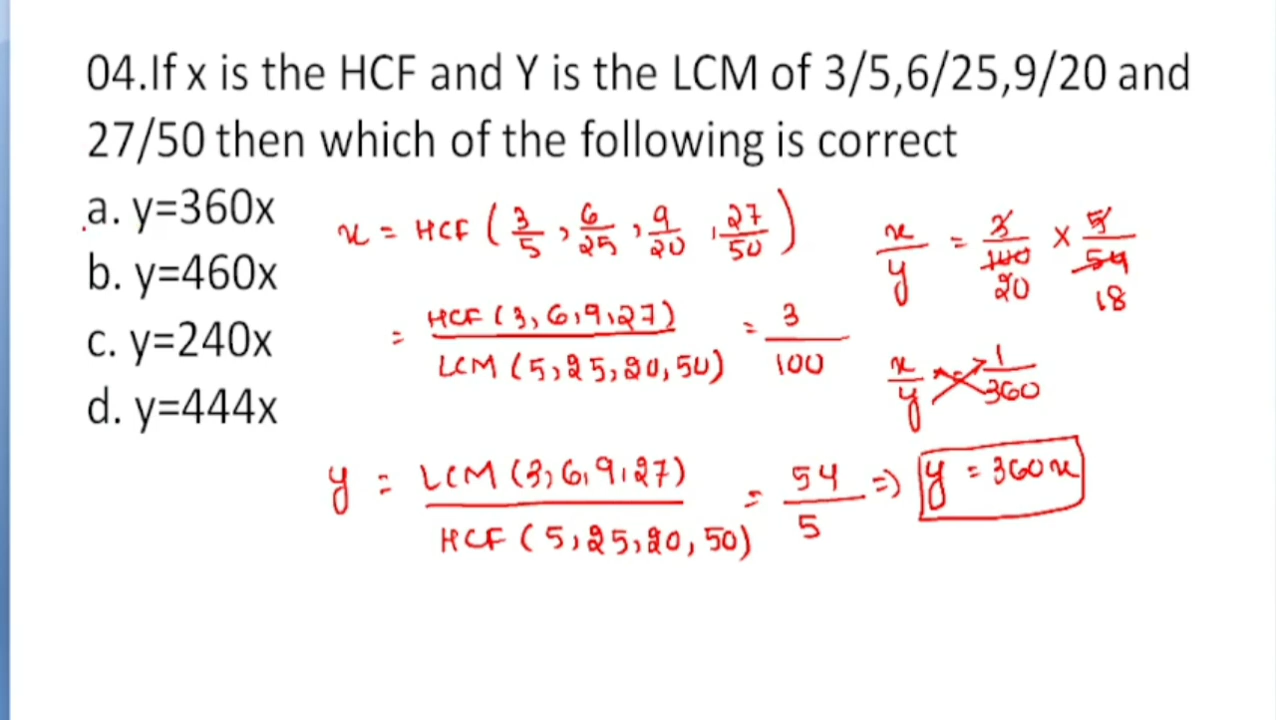 04.If x is the HCF and Y is the LCM of 3/5,6/25,9/20 and
27/50 then which of the following is correct
a. y=360x
b. y=460x
c. y=240x
d. y=444x
x = HCF ( 3/5 , 6/25 , 9/20 , 27/50 )
= HCF ( 3, 6, 9, 27 ) / LCM ( 5, 25, 20, 50 ) = 3 / 100
y = LCM ( 3, 6, 9, 27 ) / HCF ( 5, 25, 20, 50 ) = 54 / 5 => y = 360x
x/y = 3/100 × 5/54
20 18
x/y = 1/360